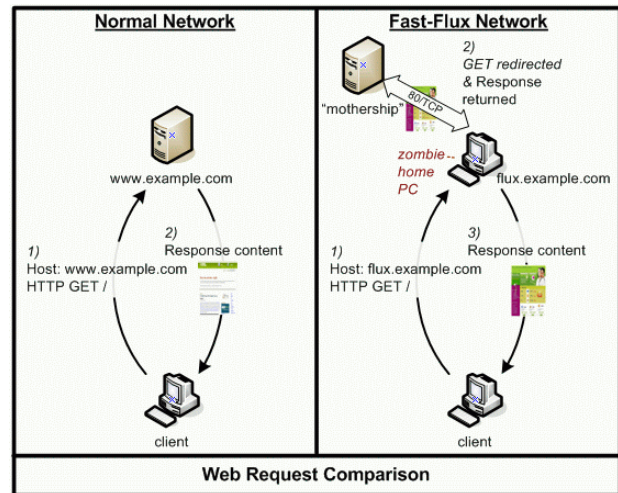 Normal Network
www.example.com
1)
Host: www.example.com
HTTP GET /
2)
Response content
client
Fast-Flux Network
2)
GET redirected
& Response
returned
80/TCP
"mothership"
zombie --
home
PC
flux.example.com
1)
Host: flux.example.com
HTTP GET /
3)
Response content
client
Web Request Comparison